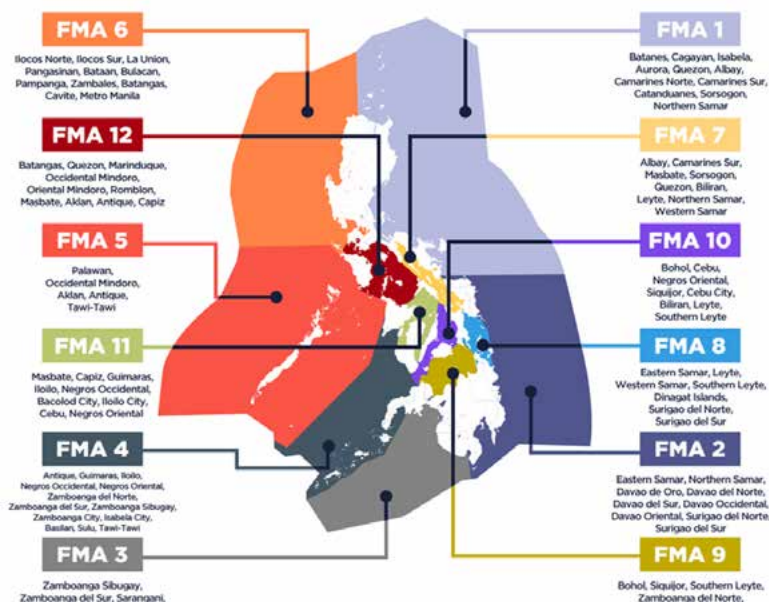 FMA 6
Ilocos Norte, Ilocos Sur, La Union,
Pangasinan, Bataan, Bulacan,
Pampanga, Zambales, Batangas,
Cavite, Metro Manila
FMA 12
Batangas, Quezon, Marinduque,
Occidental Mindoro,
Oriental Mindoro, Romblon,
Masbate, Aklan, Antique, Capiz
FMA 5
Palawan,
Occidental Mindoro,
Aklan, Antique,
Tawi-Tawi
FMA 11
Masbate, Capiz, Guimaras,
Iloilo, Negros Occidental,
Bacolod City, Iloilo City,
Cebu, Negros Oriental
FMA 4
Antique, Guimaras, Iloilo,
Negros Occidental, Negros Oriental,
Zamboanga del Norte,
Zamboanga del Sur, Zamboanga Sibugay,
Zamboanga City, Isabela City,
Basilan, Sulu, Tawi-Tawi
FMA 3
Zamboanga Sibugay,
Zamboanga del Sur, Sarangani,
FMA 1
Batanes, Cagayan, Isabela,
Aurora, Quezon, Albay,
Camarines Norte, Camarines Sur,
Catanduanes, Sorsogon,
Northern Samar
FMA 7
Albay, Camarines Sur,
Masbate, Sorsogon,
Quezon, Biliran,
Leyte, Northern Samar,
Western Samar
FMA 10
Bohol, Cebu,
Negros Oriental,
Siquijor, Cebu City,
Biliran, Leyte,
Southern Leyte
FMA 8
Eastern Samar, Leyte,
Western Samar, Southern Leyte,
Dinagat Islands,
Surigao del Norte,
Surigao del Sur
FMA 2
Eastern Samar, Northern Samar,
Davao de Oro, Davao del Norte,
Davao del Sur, Davao Occidental,
Davao Oriental, Surigao del Norte,
Surigao del Sur
FMA 9
Bohol, Siquijor, Southern Leyte,
Zamboanga del Norte,